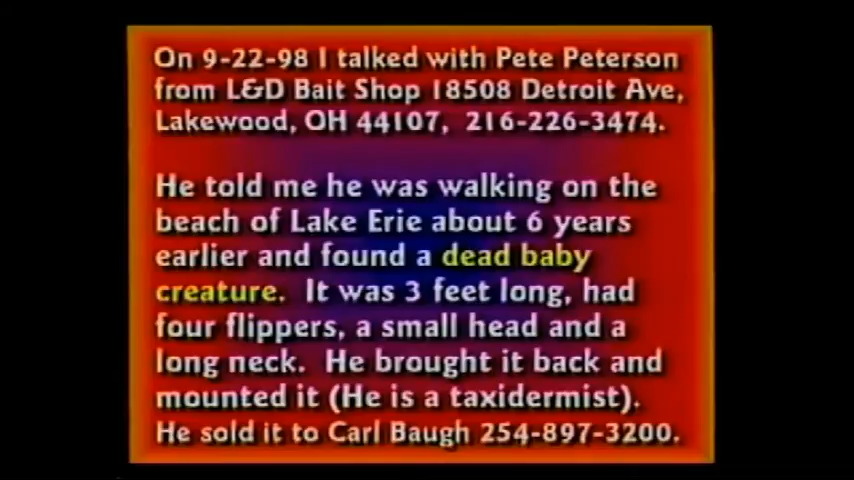 On 9-22-98 I talked with Pete Peterson
from L&D Bait Shop 18508 Detroit Ave,
Lakewood, OH 44107, 216-226-3474.
He told me he was walking on the
beach of Lake Erie about 6 years
earlier and found a dead baby
creature. It was 3 feet long, had
four flippers, a small head and a
long neck. He brought it back and
mounted it (He is a taxidermist).
He sold it to Carl Baugh 254-897-3200.